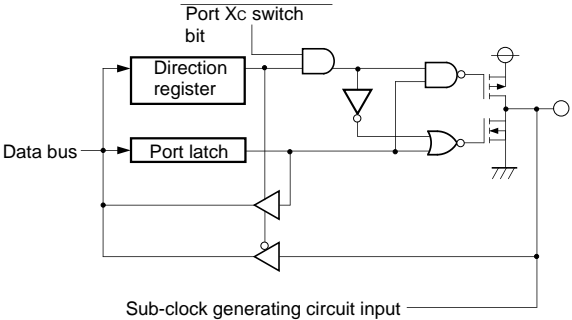 Port XC switch
bit
Direction
register
Data bus
Port latch
Sub-clock generating circuit input